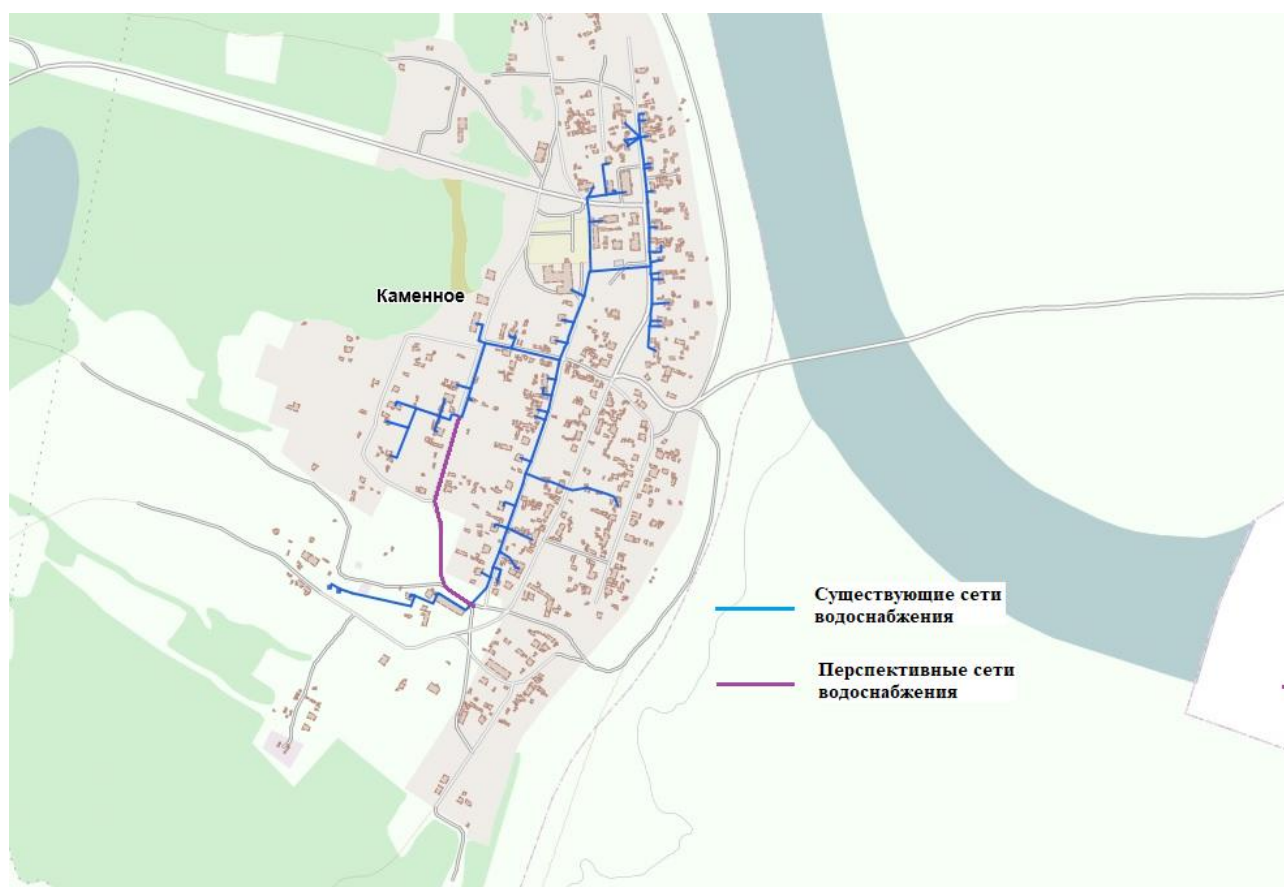 Каменное
Существующие сети
водоснабжения
Перспективные сети
водоснабжения